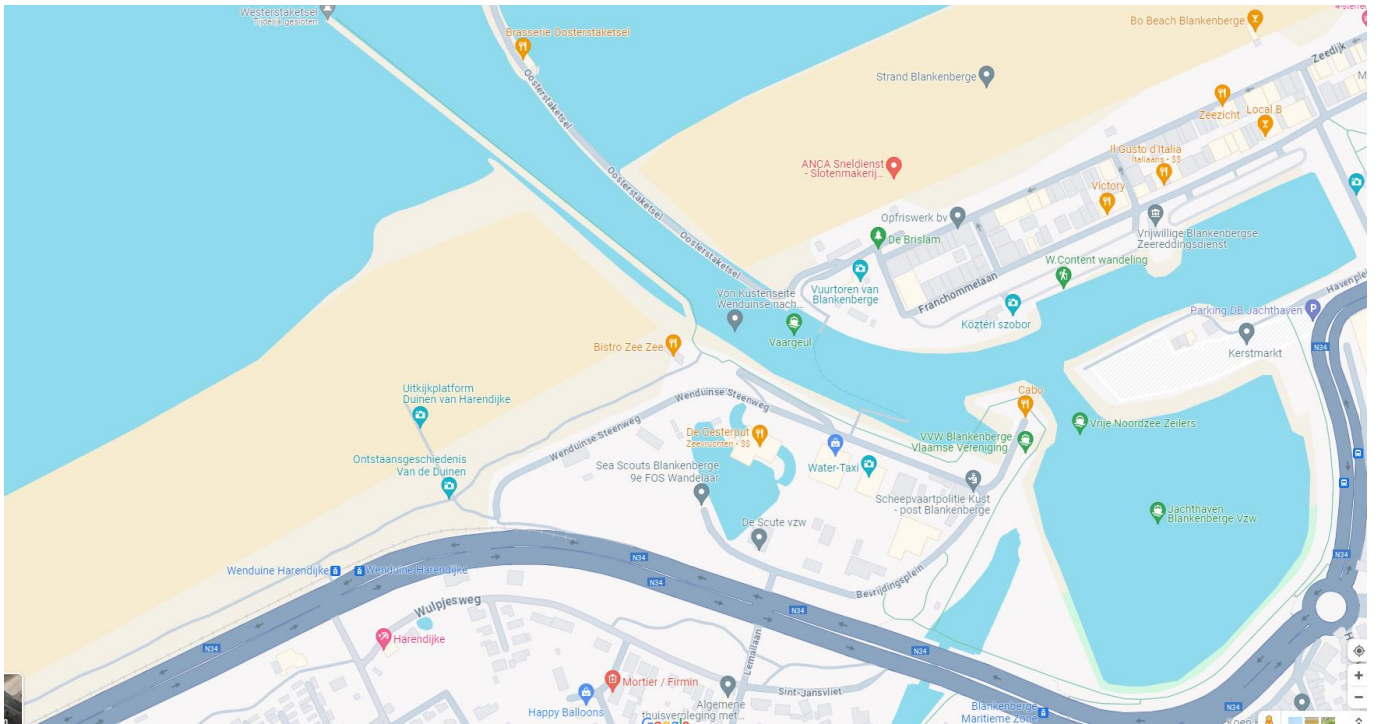 Westerstaketsel
Tijdelijk gesloten
Brasserie Oosterstaketsel
Bo Beach Blankenberge
Zeedijk
Strand Blankenberge
Oosterstaketsel
Zeezicht
Local B
Il Gusto d'Italia
Italiaans • $$
ANCA Sneldienst
- Slotenmakerij...
Victory
Oosterstaketsel
Opfriswerk bv
De Brislam
Vrijwillige Blankenbergse
Zeereddingsdienst
Oosterstaketsel
W.Content wandeling
Vuurtoren van
Blankenberge
Franchommelaan
Von Küstenseite
Wenduinse nach...
Köztéri szobor
Parking DB Jachthaven
P
N34
Vaargeul
Bistro Zee Zee
Kerstmarkt
Uitkijkplatform
Duinen van Harendijke
Wenduinse Steenweg
Cabo
Wenduinse Steenweg
De Oesterput
Zeevruchten • $$
VVW Blankenberge
Vlaamse Vereniging
Vrije Noordzee Zeilers
Ontstaansgeschiedenis
Van de Duinen
Sea Scouts Blankenberge
9e FOS Wandelaar
Water-Taxi
Scheepvaartpolitie Kust
- post Blankenberge
Jachthaven
Blankenberge Vzw
De Scute vzw
N34
N34
Wenduine Harendijke
Wenduine Harendijke
N34
Bevrijdingsplein
N34
N34
Wulpjesweg
Harendijke
N34
Lemailaan
Mortier / Firmin
Sint-Jansvliet
Happy Balloons
Algemene
thuisverpleging met...
Google
Blankenberge
Maritieme Zone